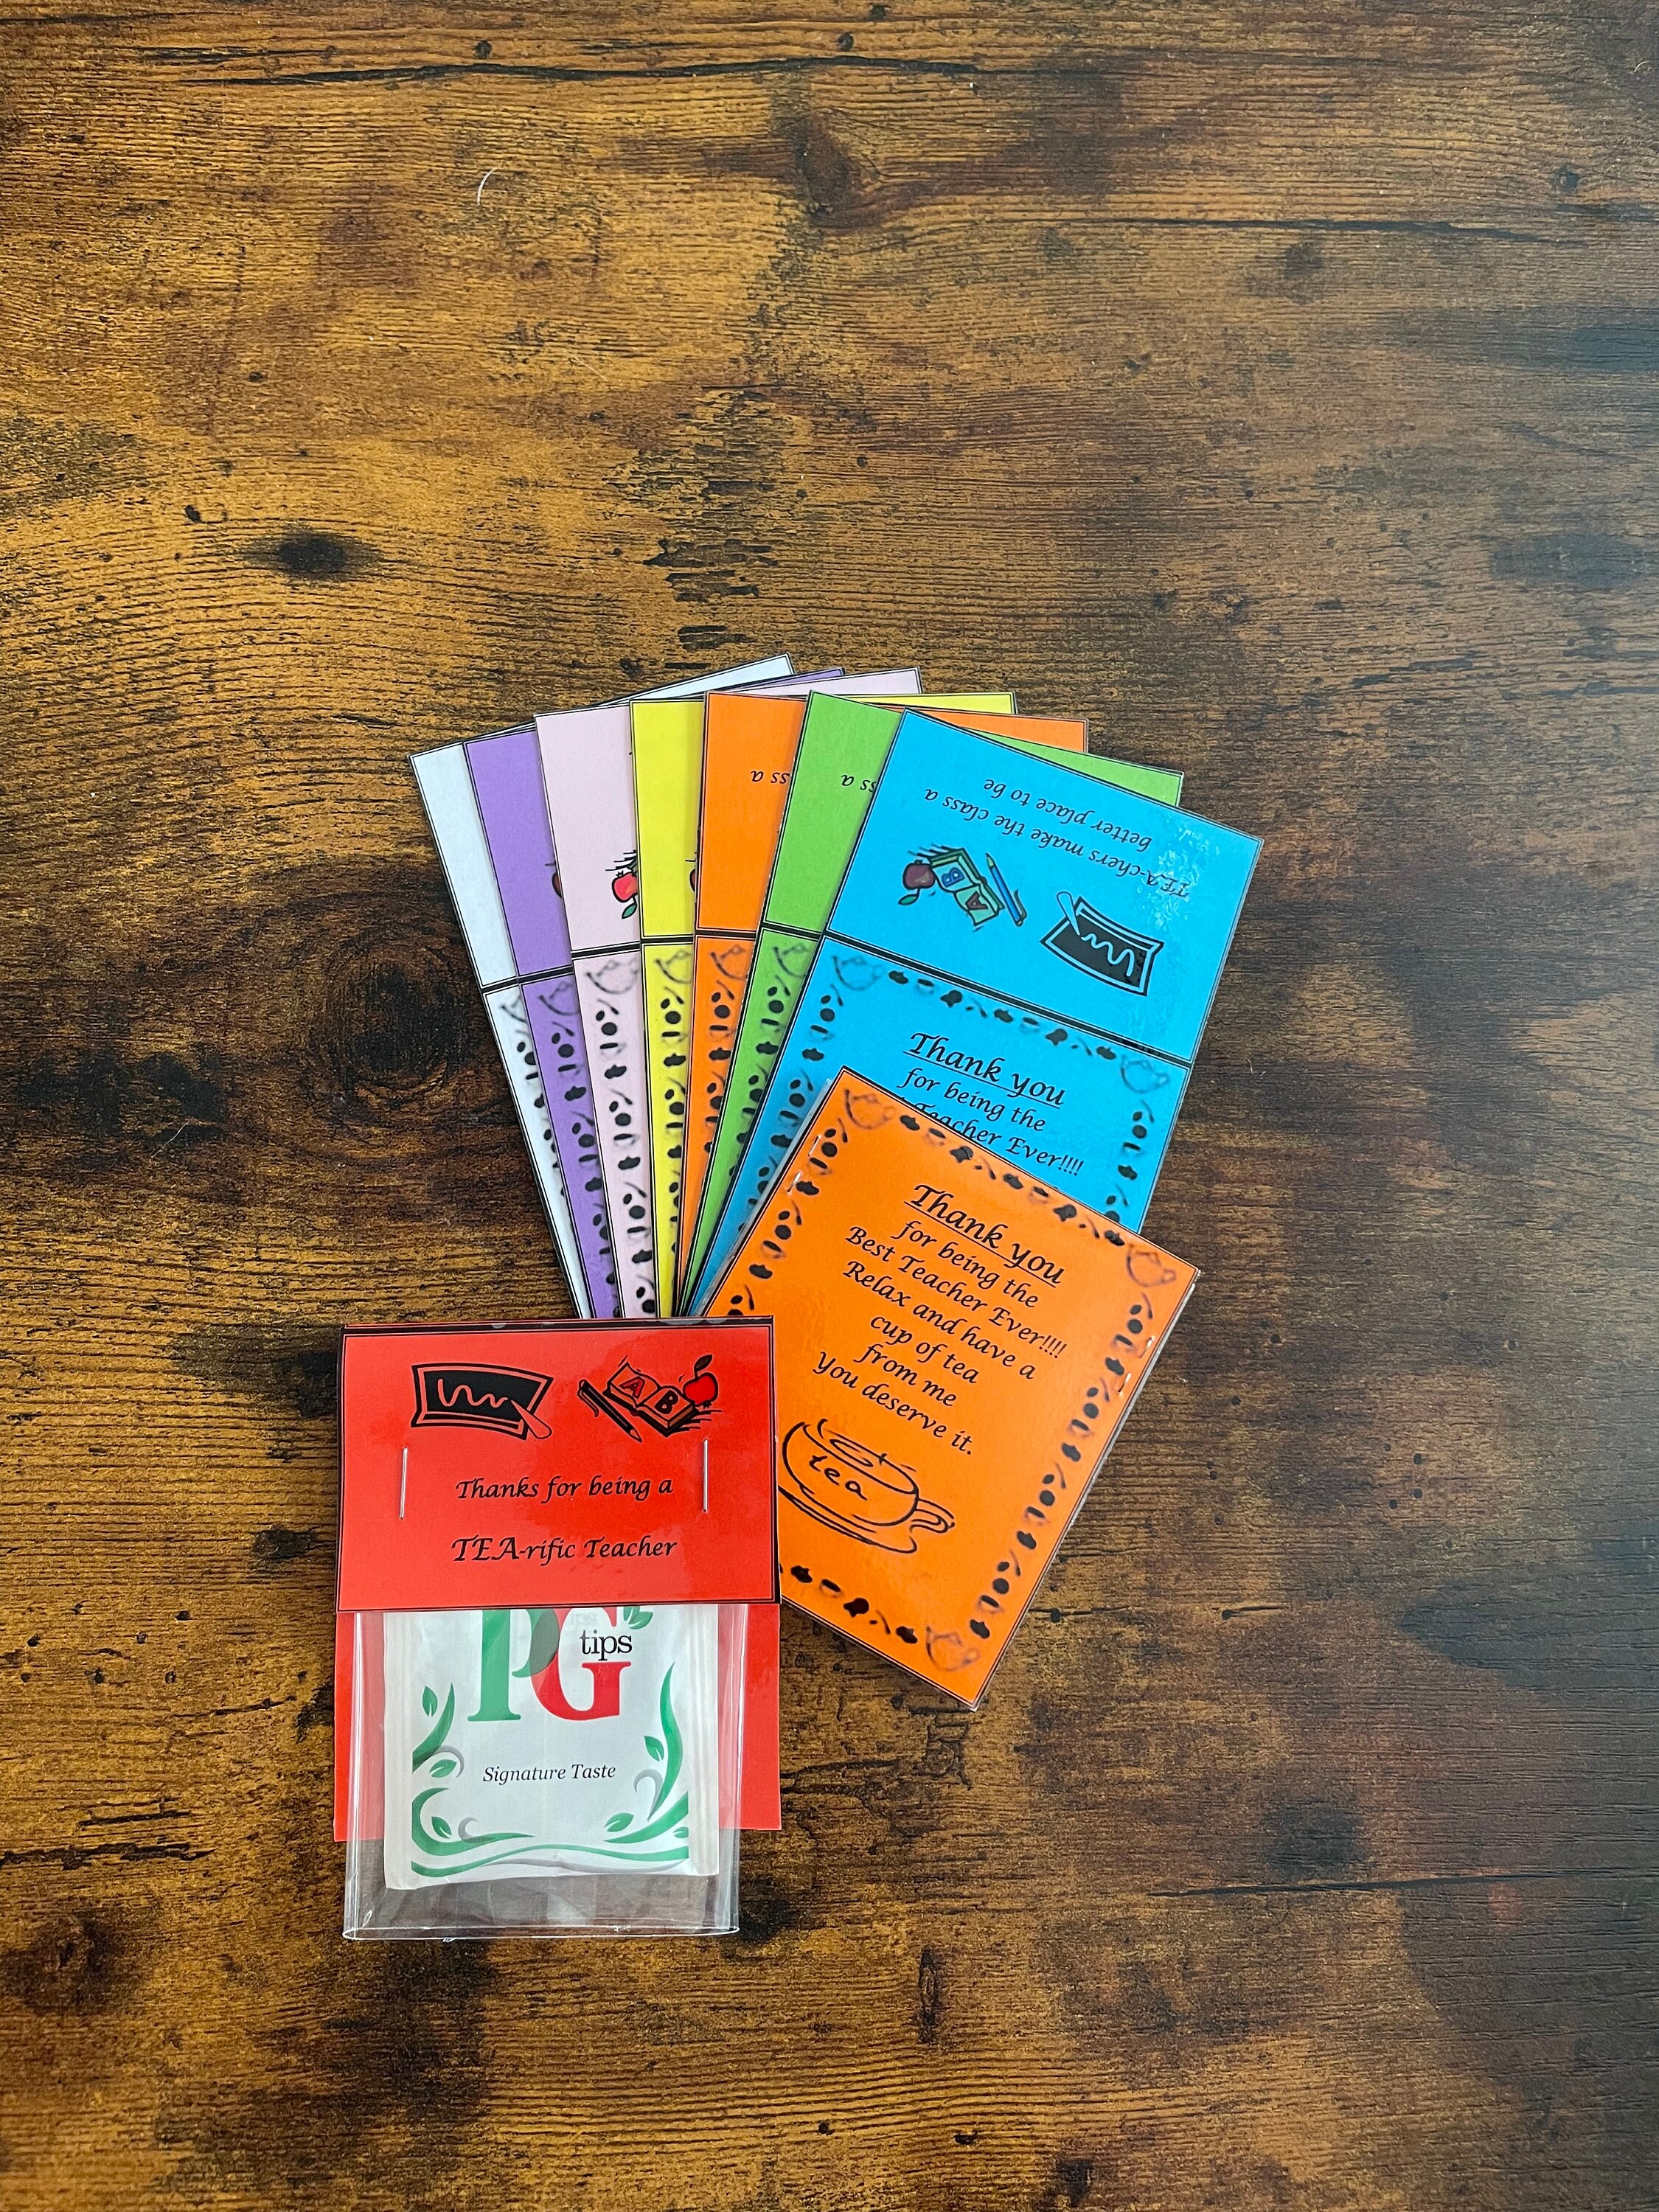 ss a
ss a
TEA-chers make the class a
better place to be
B
A
Thank you
for being the
Teacher Ever!!!!
Thank you
for being the
Best Teacher Ever!!!!
Relax and have a
cup of tea
from me
You deserve it.
tea
A B
Thanks for being a
TEA-rific Teacher
PG
tips
Signature Taste